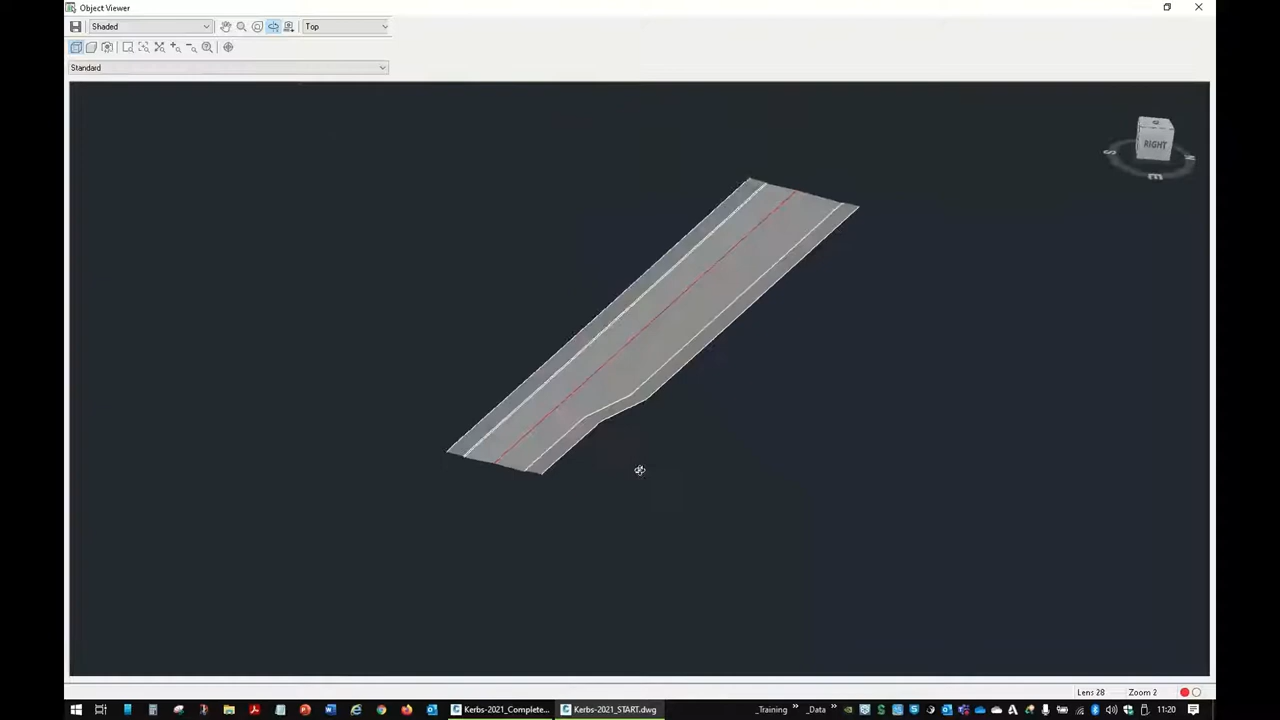 Object Viewer
Shaded
Top
Standard
RIGHT
S
E
Lens 28
Zoom 2
Kerbs-2021_Complete...
Kerbs-2021_START.dwg
_Training
_Data
11:20